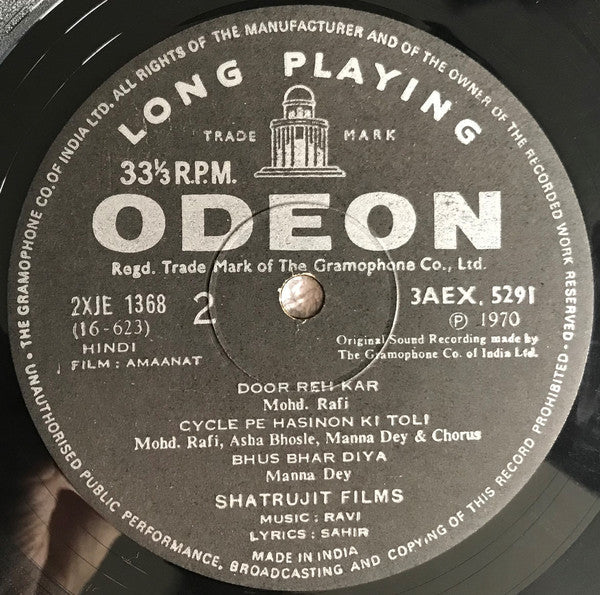 UNAUTHORISED PUBLIC PERFORMANCE, BROADCASTING AND COPYING OF THIS RECORD PROHIBITED · THE GRAMOPHONE CO. OF INDIA LTD. ALL RIGHTS OF THE MANUFACTURER AND OF THE OWNER OF THE RECORDED WORK RESERVED ·
LONG PLAYING
TRADE MARK
33⅓ R.P.M.
ODEON
Regd. Trade Mark of The Gramophone Co., Ltd.
2XJE 1368 2 3AEX. 5291
(16-623) Ⓟ 1970
HINDI Original Sound Recording made by
FILM : AMAANAT The Gramophone Co. of India Ltd.
DOOR REH KAR
Mohd. Rafi
CYCLE PE HASINON KI TOLI
Mohd. Rafi, Asha Bhosle, Manna Dey & Chorus
BHUS BHAR DIYA
Manna Dey
SHATRUJIT FILMS
MUSIC : RAVI
LYRICS : SAHIR
MADE IN INDIA